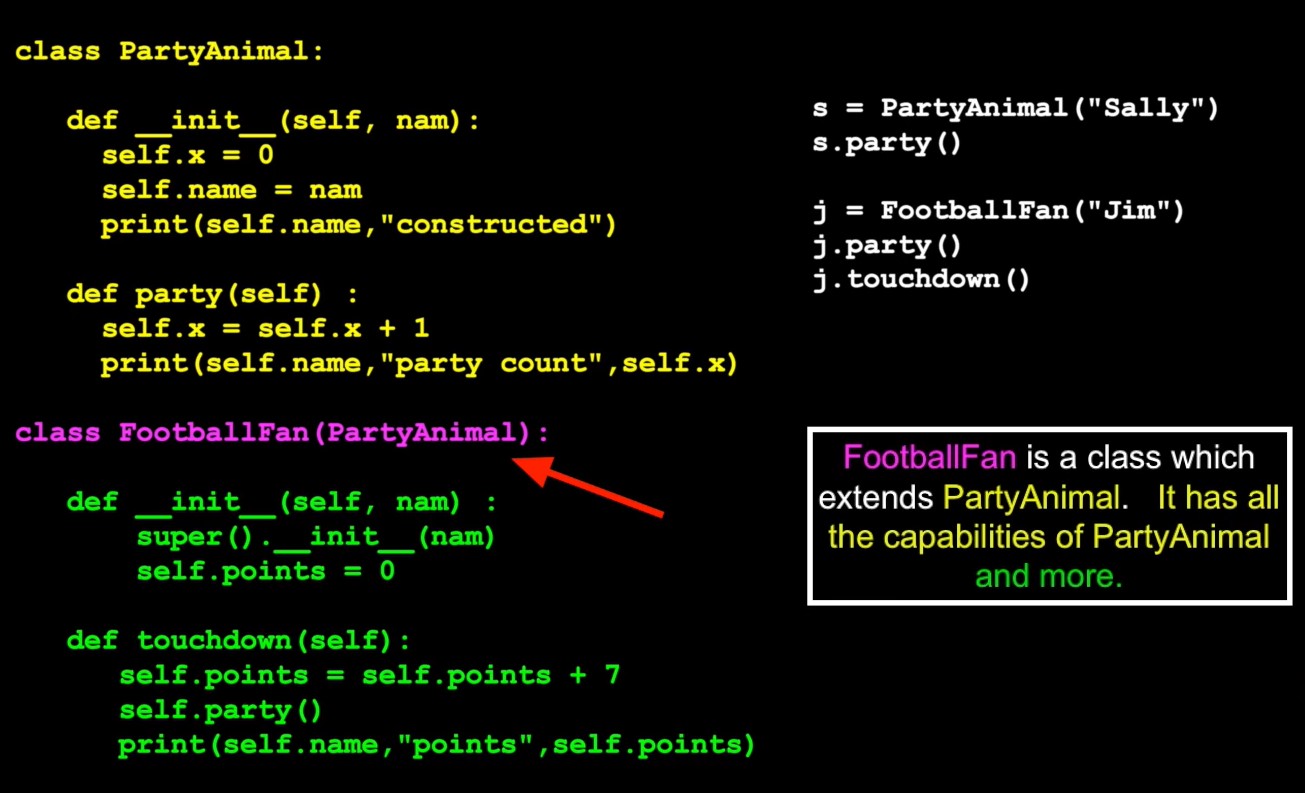 class PartyAnimal:
def __init__(self, nam):
self.x = 0
self.name = nam
print(self.name,"constructed")
def party(self) :
self.x = self.x + 1
print(self.name,"party count",self.x)
class FootballFan(PartyAnimal):
def __init__(self, nam) :
super().__init__(nam)
self.points = 0
def touchdown(self):
self.points = self.points + 7
self.party()
print(self.name,"points",self.points)
s = PartyAnimal("Sally")
s.party()
j = FootballFan("Jim")
j.party()
j.touchdown()
FootballFan is a class which
extends PartyAnimal. It has all
the capabilities of PartyAnimal
and more.